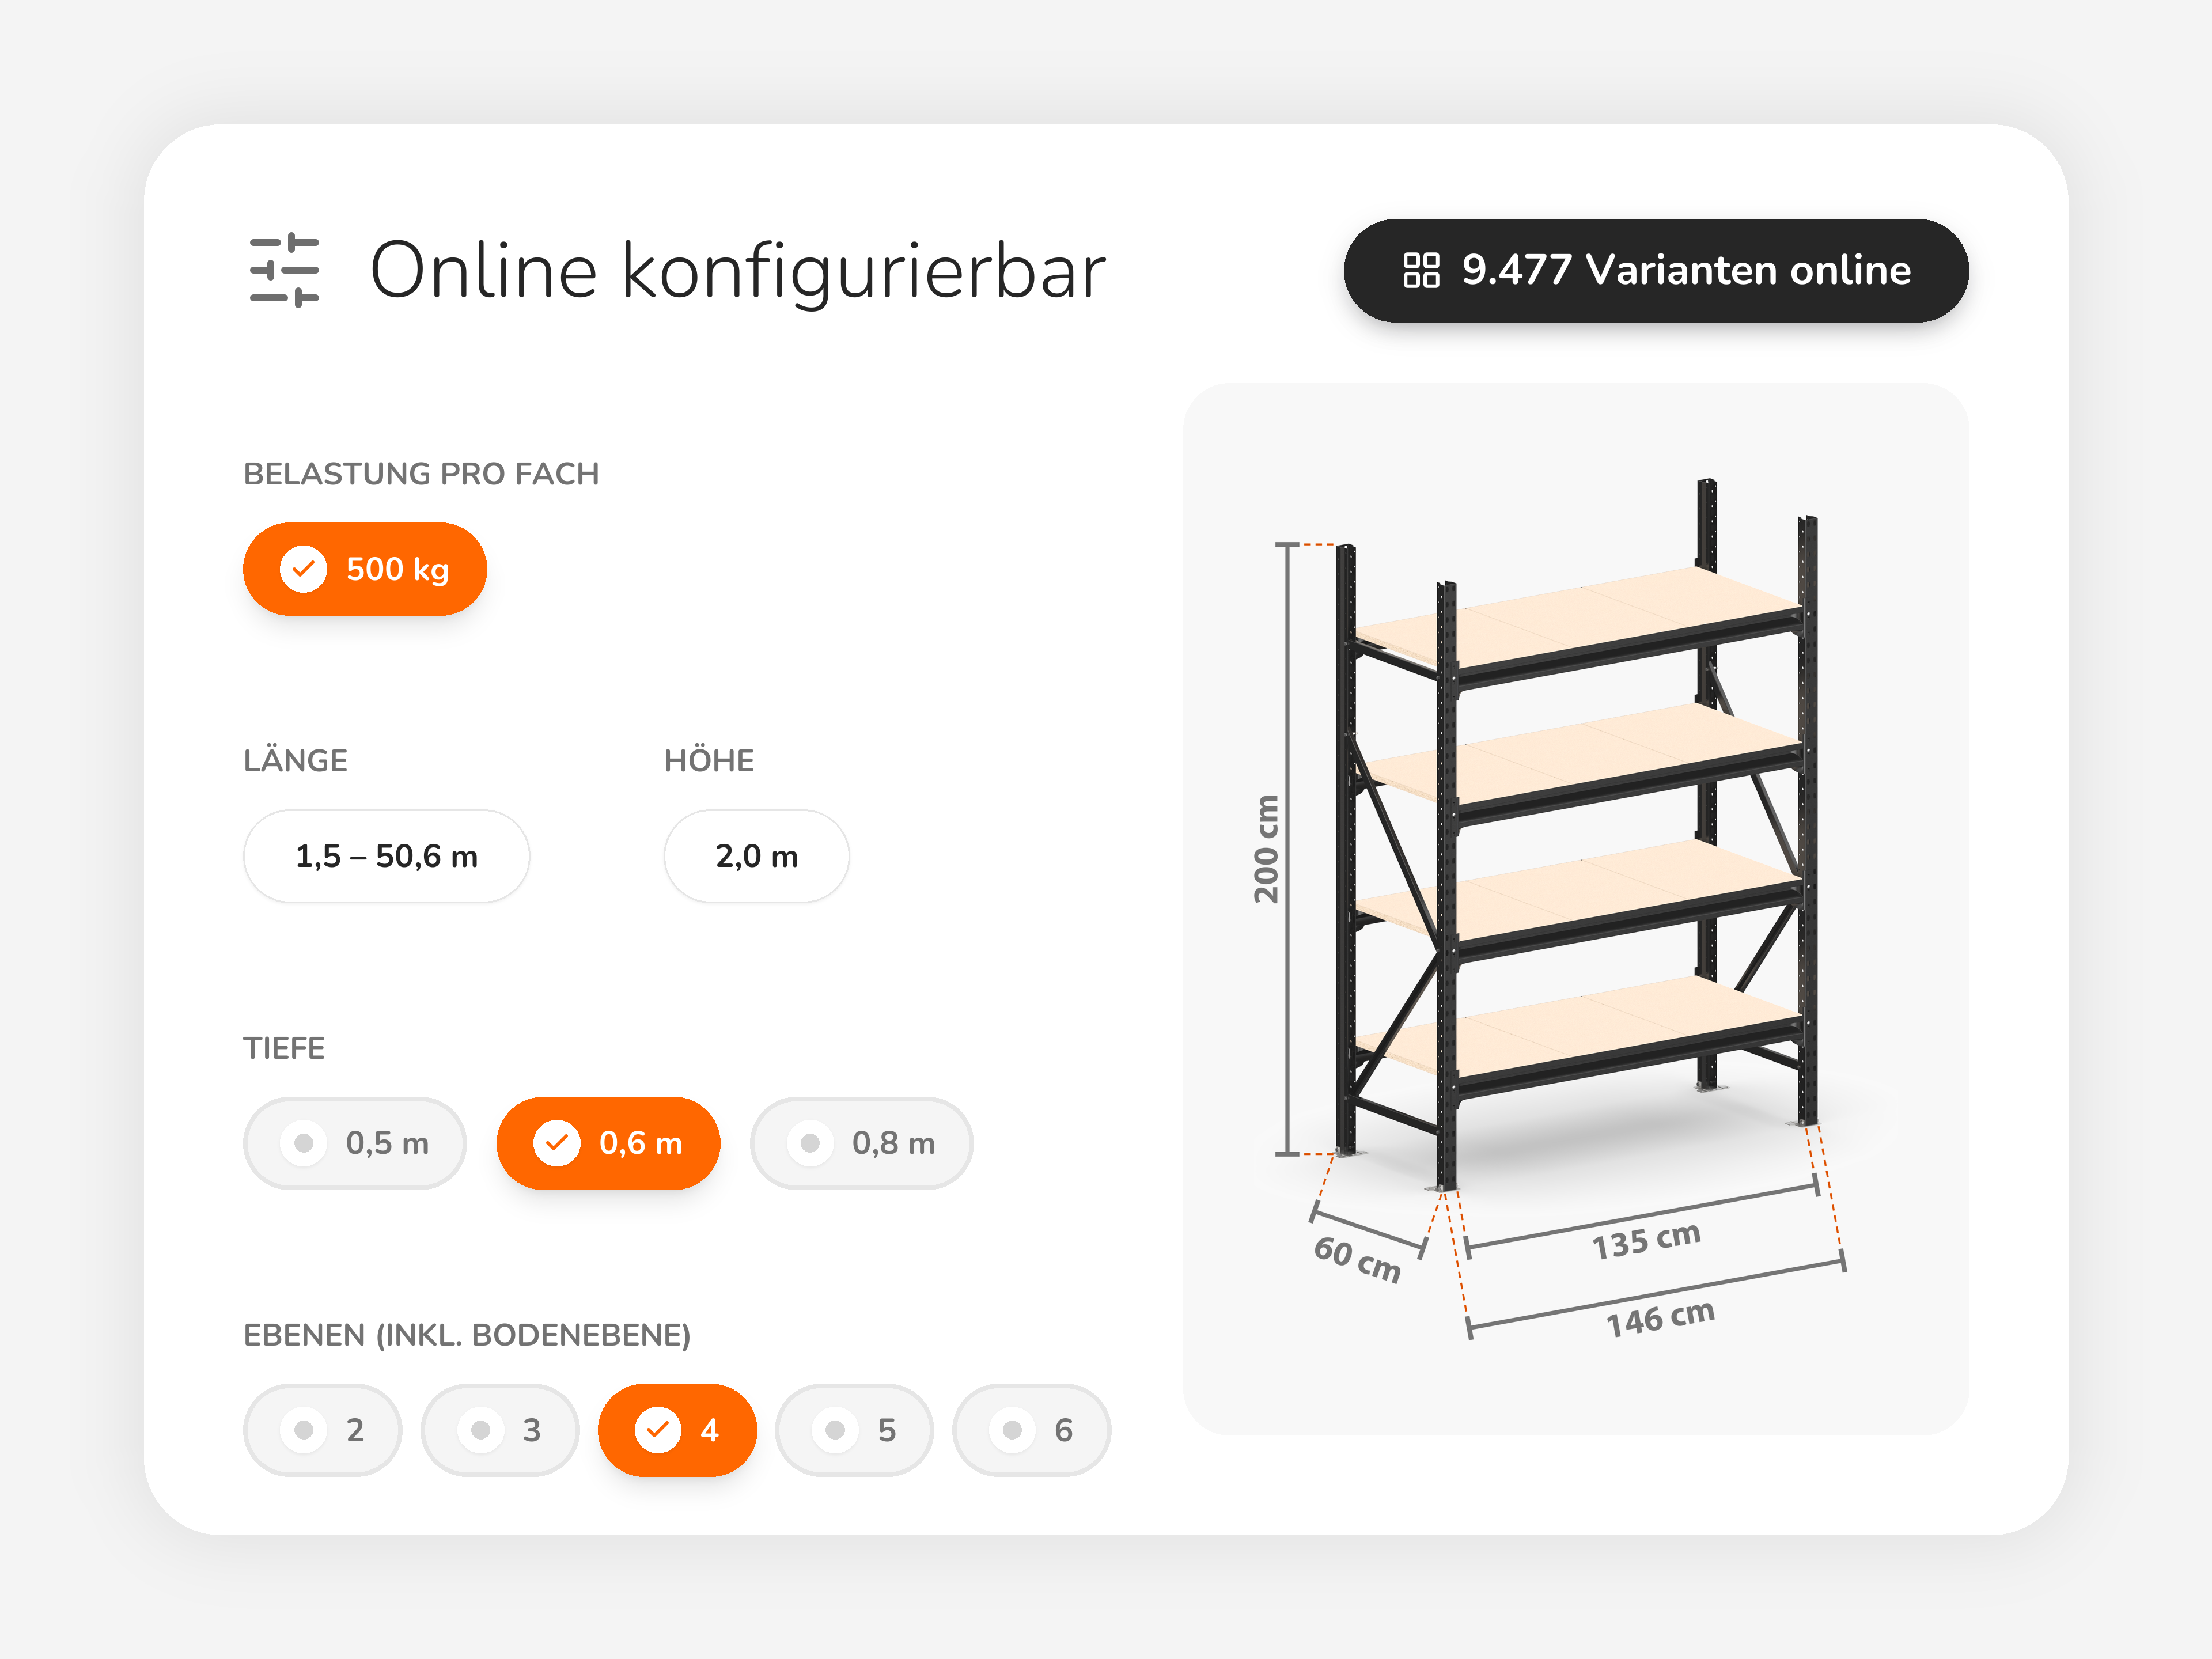 Online konfigurierbar
9.477 Varianten online
BELASTUNG PRO FACH
500 kg
LÄNGE
HÖHE
1,5 – 50,6 m
2,0 m
TIEFE
0,5 m
0,6 m
0,8 m
EBENEN (INKL. BODENEBENE)
2
3
4
5
6
200 cm
60 cm
135 cm
146 cm